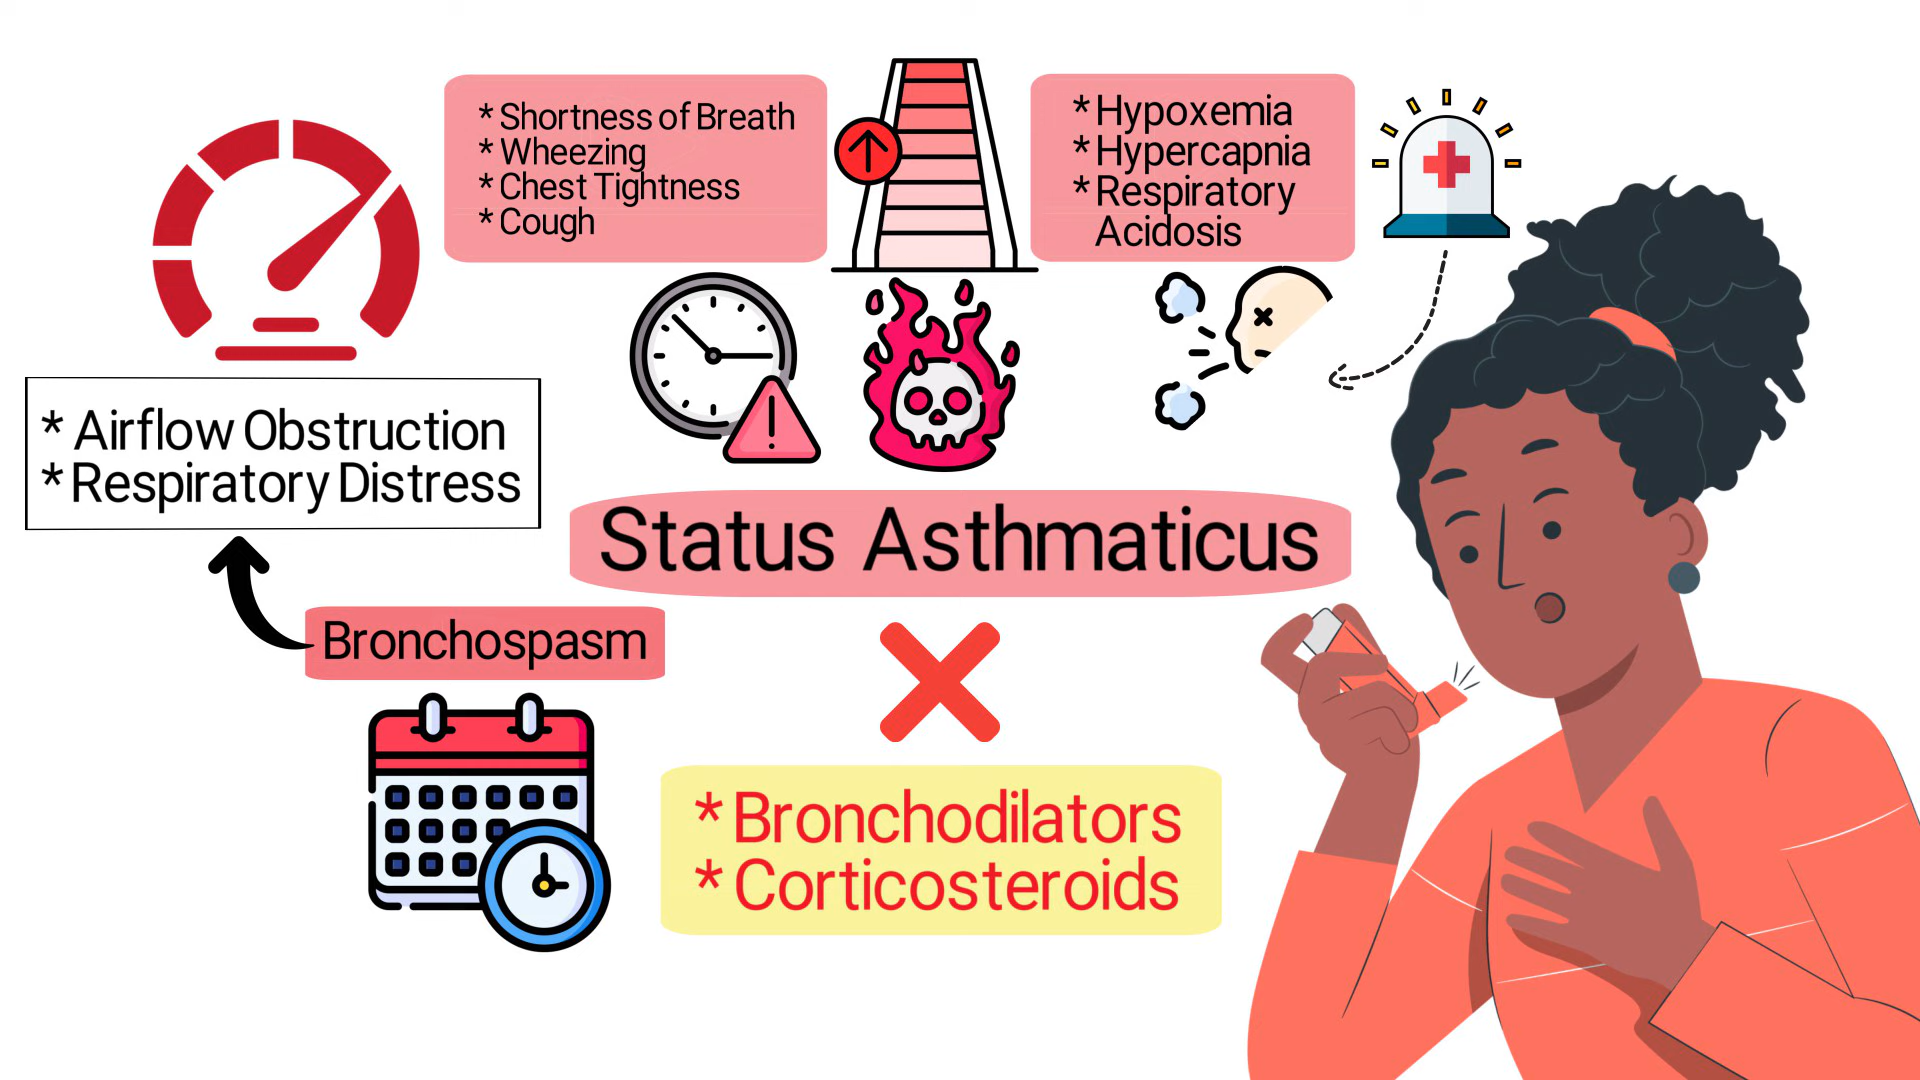 * Shortness of Breath
* Wheezing
* Chest Tightness
* Cough
* Hypoxemia
* Hypercapnia
* Respiratory
Acidosis
* Airflow Obstruction
* Respiratory Distress
Status Asthmaticus
Bronchospasm
* Bronchodilators
* Corticosteroids